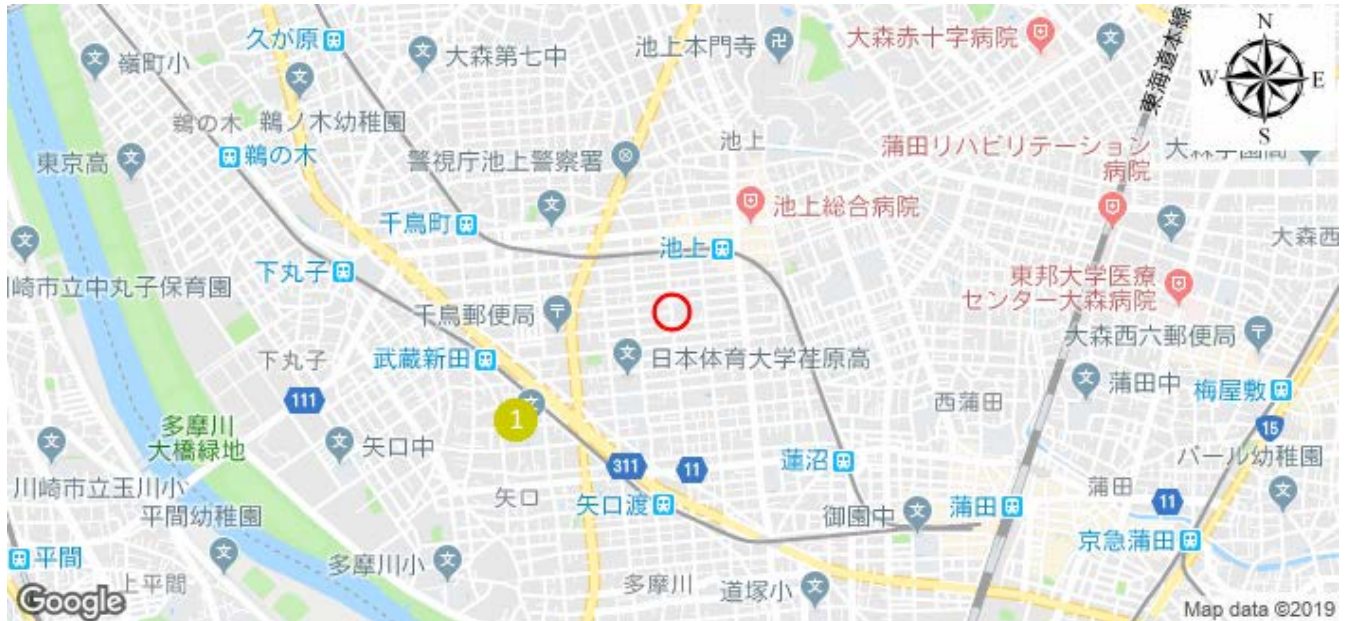 久が原
大森第七中
池上本門寺
大森赤十字病院
東海道本線
N
W
E
S
嶺町小
鵜の木
鵜ノ木幼稚園
池上
蒲田リハビリテーション
病院
東京高
鵜の木
警視庁池上警察署
池上総合病院
千鳥町
池上
大森西
下丸子
東邦大学医療
センター大森病院
崎市立中丸子保育園
千鳥郵便局
大森西六郵便局
下丸子
武蔵新田
日本体育大学荏原高
蒲田中
梅屋敷
111
西蒲田
15
多摩川
大橋緑地
1
矢口中
311
11
蓮沼
パール幼稚園
川崎市立玉川小
矢口
矢口渡
御園中
蒲田
蒲田
11
平間幼稚園
京急蒲田
平間
多摩川小
上平間
多摩川
道塚小
Google
Map data ©2019